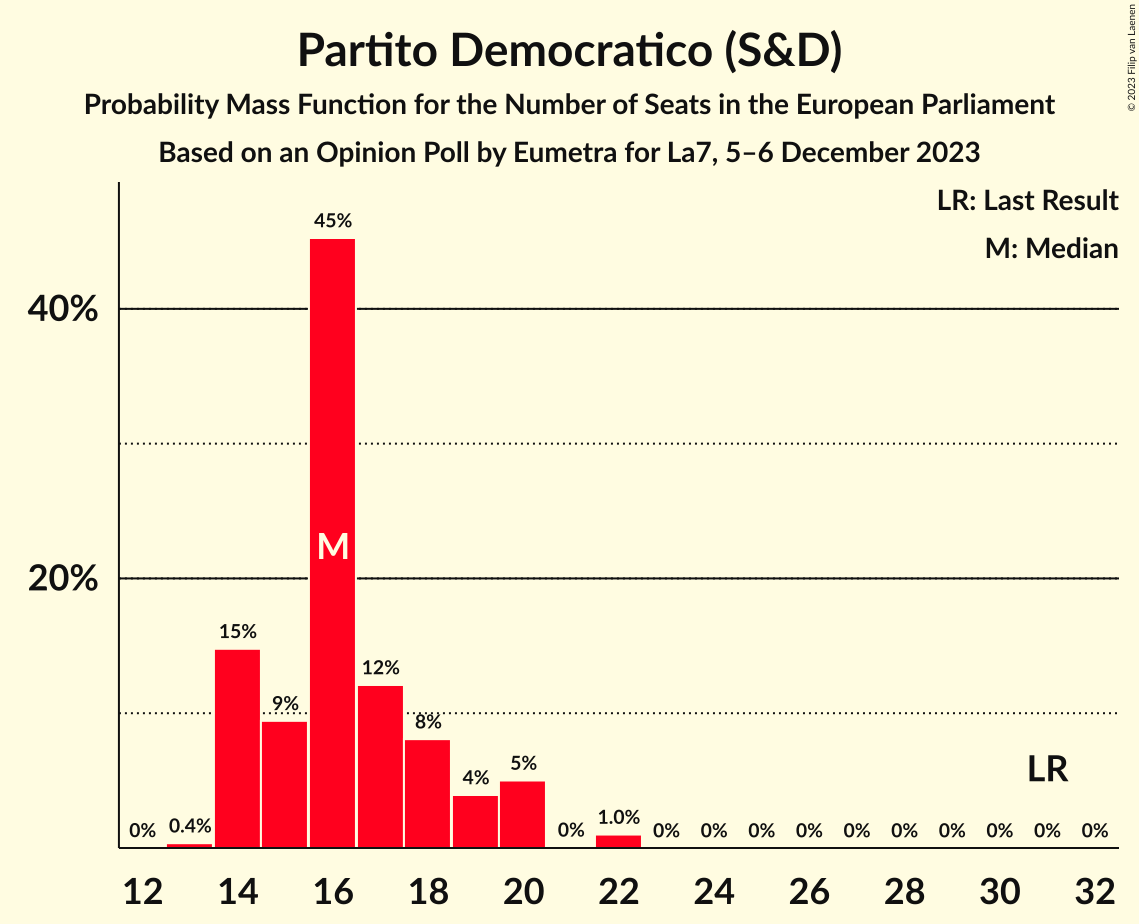 Partito Democratico (S&D)
Probability Mass Function for the Number of Seats in the European Parliament
Based on an Opinion Poll by Eumetra for La7, 5–6 December 2023
© 2023 Filip van Laenen
LR: Last Result
M: Median
40%
20%
0% 0.4% 15% 9% 45% 12% 8% 4% 5% 0% 1.0% 0% 0% 0% 0% 0% 0% 0% 0% 0% 0%
M
LR
12 14 16 18 20 22 24 26 28 30 32